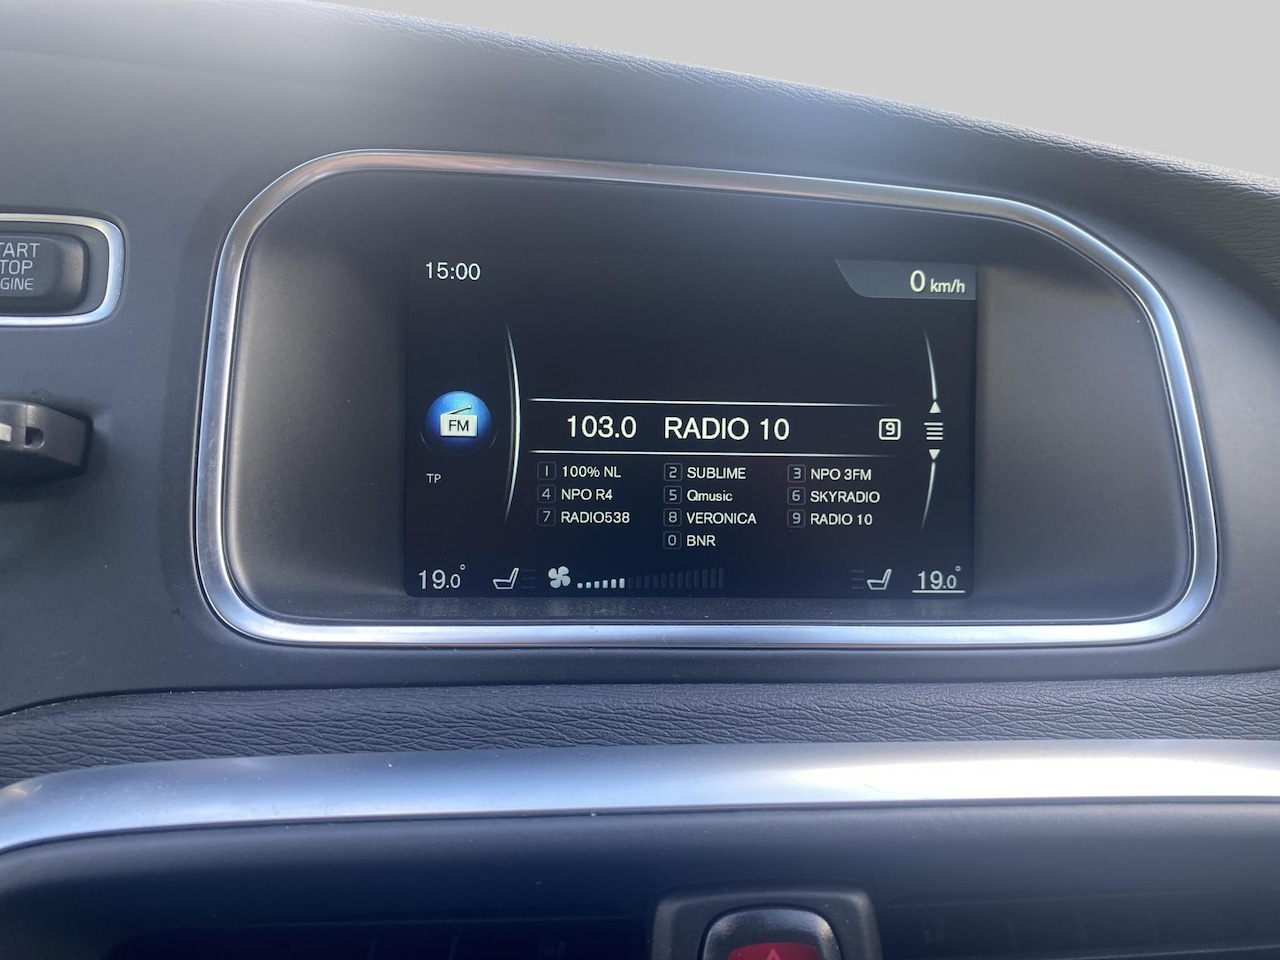 START
STOP
ENGINE
15:00
0 km/h
FM
103.0 RADIO 10 9
TP
1 100% NL 2 SUBLIME 3 NPO 3FM
4 NPO R4 5 Qmusic 6 SKYRADIO
7 RADIO538 8 VERONICA 9 RADIO 10
0 BNR
19.0° 19.0°